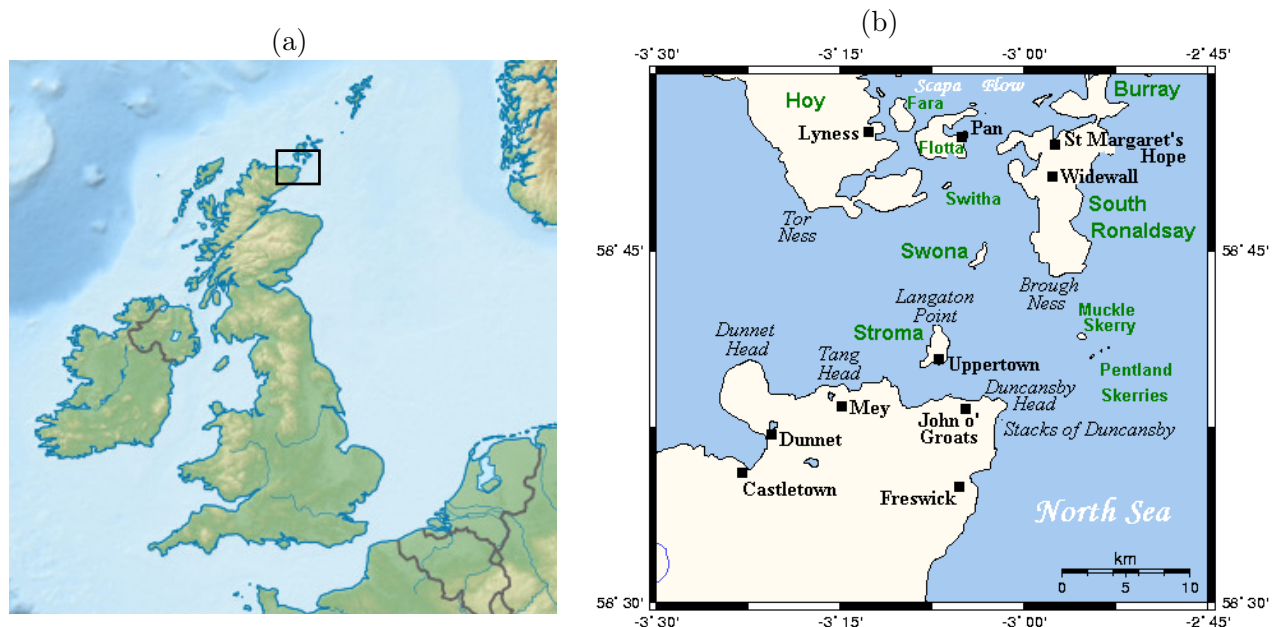 (a)
(b)
-3˚30'
-3˚15'
-3˚00'
-2˚45'
Scapa Flow
Hoy
Fara
Burray
Lyness
Pan
Flotta
St Margaret's
Hope
Widewall
Switha
South
Ronaldsay
Tor
Ness
58˚45'
58˚45'
Swona
Brough
Ness
Langaton
Point
Muckle
Skerry
Dunnet
Head
Stroma
Tang
Head
Uppertown
Pentland
Skerries
Duncansby
Head
Mey
John o'
Groats
Stacks of Duncansby
Dunnet
Castletown
Freswick
North Sea
km
0 5 10
58˚30'
58˚30'
-3˚30'
-3˚15'
-3˚00'
-2˚45'